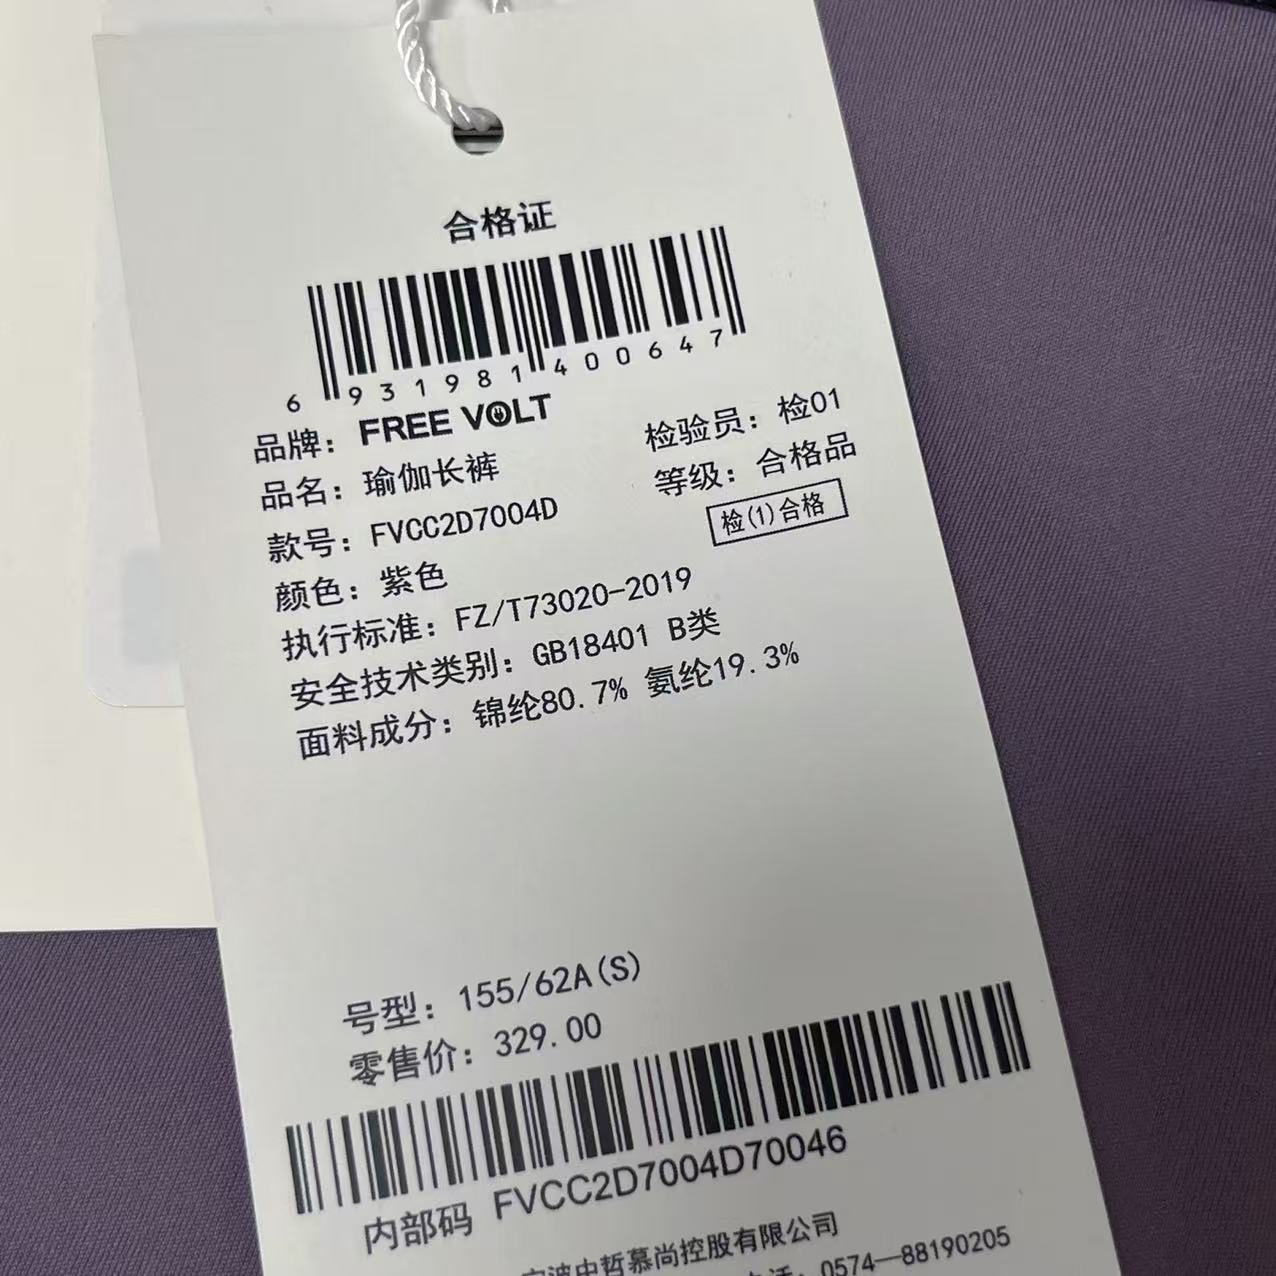 合格证
6 931981 400647
品牌: FREE VOLT
检验员: 检01
品名: 瑜伽长裤
等级: 合格品
款号: FVCC2D7004D
检(1)合格
颜色: 紫色
执行标准: FZ/T73020-2019
安全技术类别: GB18401 B类
面料成分: 锦纶80.7% 氨纶19.3%
号型: 155/62A(S)
零售价: 329.00
内部码 FVCC2D7004D70046
宁波中哲慕尚控股有限公司
电话: 0574—88190205